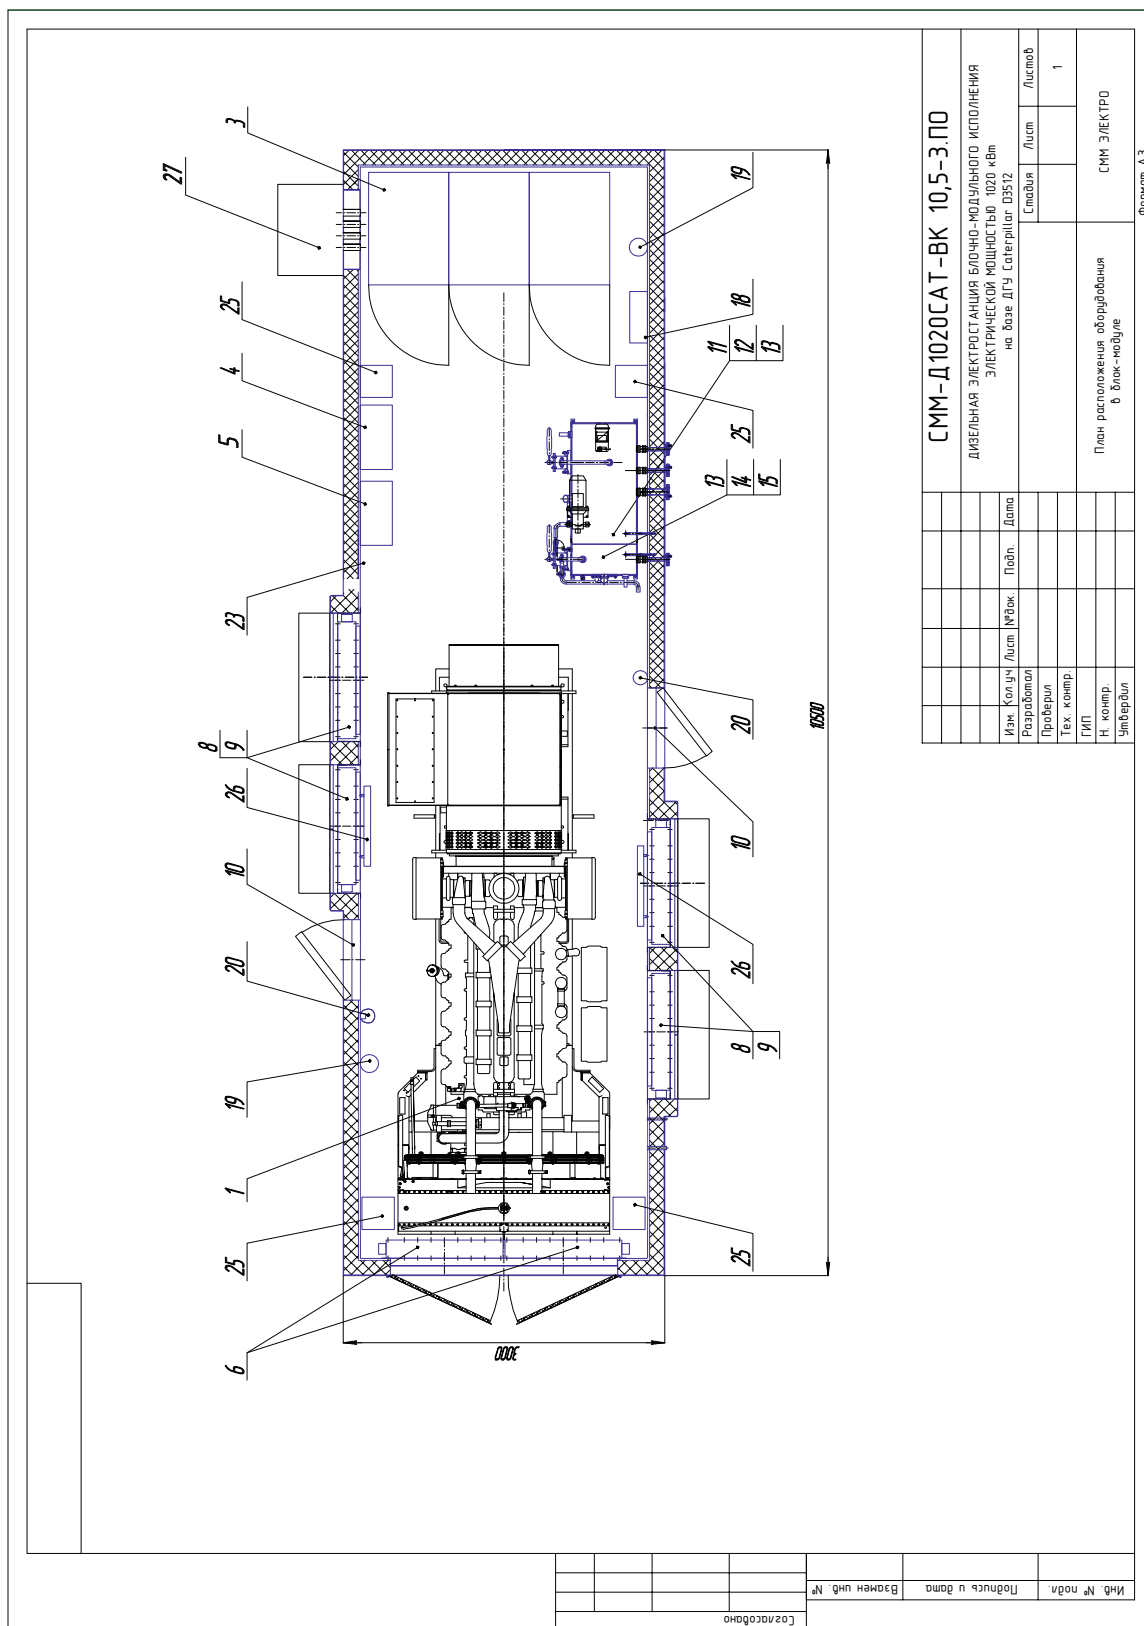 27
3
25
4
5
23
8
9
26
10
20
19
1
25
6
19
18
11
12
13
25
13
14
15
20
10
26
8
9
25
10500
3000
СММ-Д1020САТ-ВК 10,5-3.ПО
ДИЗЕЛЬНАЯ ЭЛЕКТРОСТАНЦИЯ БЛОЧНО-МОДУЛЬНОГО ИСПОЛНЕНИЯ
ЭЛЕКТРИЧЕСКОЙ МОЩНОСТЬЮ 1020 кВт
на базе ДГУ Caterpillar D3512
Стадия Лист Листов
1
План расположения оборудования
в блок-модуле
СММ ЭЛЕКТРО
Изм. Кол.уч Лист №док. Подп. Дата
Разработал
Проверил
Тех. контр.
ГИП
Н. контр.
Утвердил
Формат А3
Согласовано
Взамен инв. №
Подпись и дата
Инв. № подл.